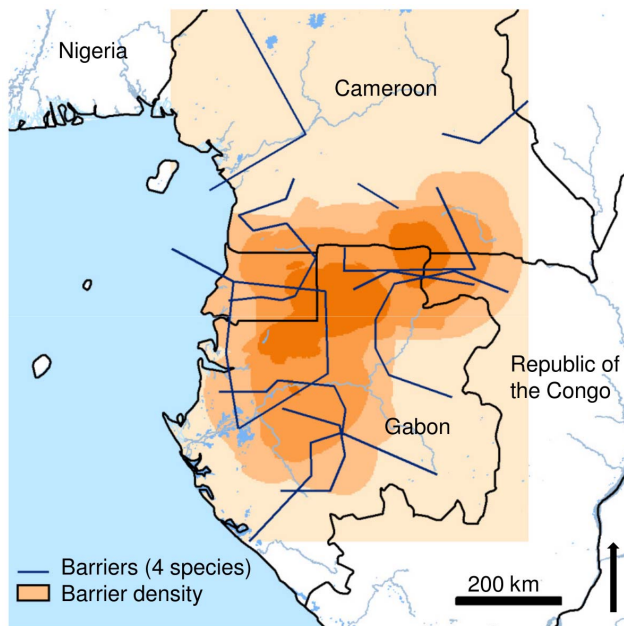 Nigeria
Cameroon
Republic of
the Congo
Gabon
Barriers (4 species)
Barrier density
200 km